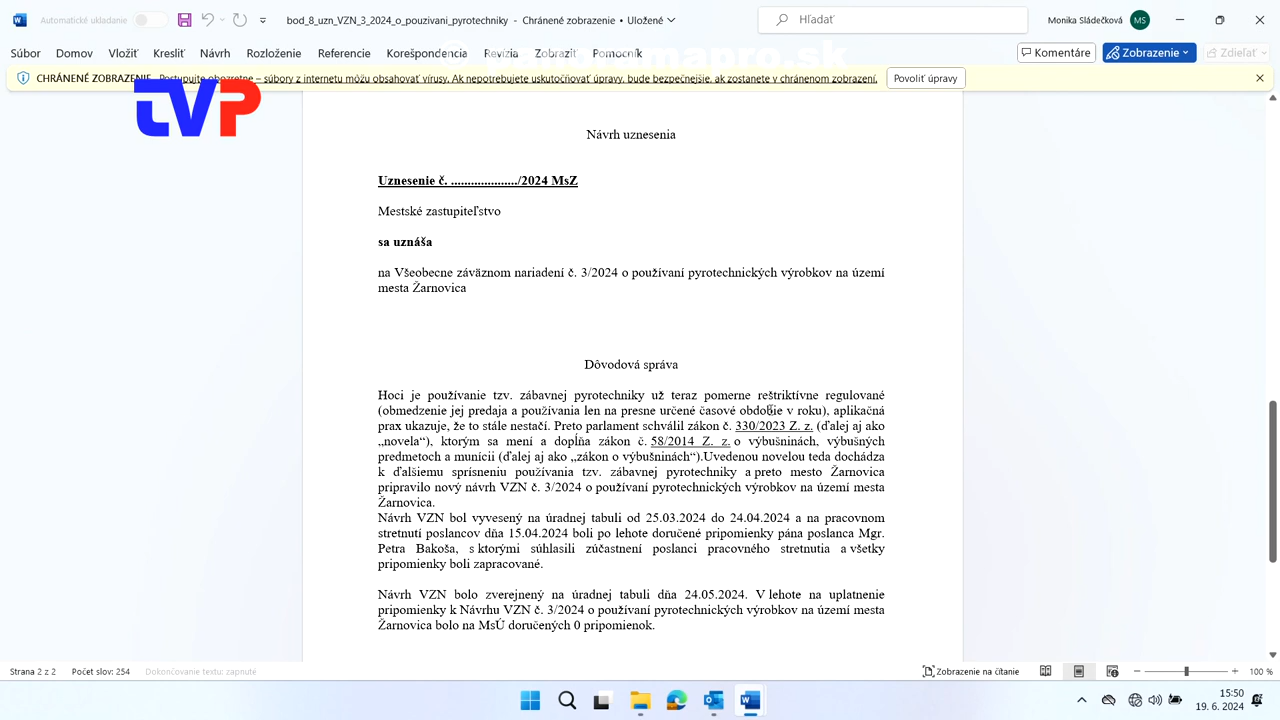 Automatické ukladanie
bod_8_uzn_VZN_3_2024_o_pouzivani_pyrotechniky - Chránené zobrazenie • Uložené
Hľadať
Monika Sládečková
MS
Súbor Domov Vložiť Kresliť Návrh Rozloženie Referencie Korešpondencia Revízia Zobraziť Pomocník
Komentáre Zobrazenie Zdieľať
CHRÁNENÉ ZOBRAZENIE Postupujte obozretne – súbory z internetu môžu obsahovať vírusy. Ak nepotrebujete uskutočňovať úpravy, bude bezpečnejšie, ak zostanete v chránenom zobrazení. Povoliť úpravy
tvP
Návrh uznesenia
Uznesenie č. ..................../2024 MsZ
Mestské zastupiteľstvo
sa uznáša
na Všeobecne záväznom nariadení č. 3/2024 o používaní pyrotechnických výrobkov na území
mesta Žarnovica
Dôvodová správa
Hoci je používanie tzv. zábavnej pyrotechniky už teraz pomerne reštriktívne regulované
(obmedzenie jej predaja a používania len na presne určené časové obdobie v roku), aplikačná
prax ukazuje, že to stále nestačí. Preto parlament schválil zákon č. 330/2023 Z. z. (ďalej aj ako
„novela“), ktorým sa mení a dopĺňa zákon č. 58/2014 Z. z. o výbušninách, výbušných
predmetoch a munícii (ďalej aj ako „zákon o výbušninách“).Uvedenou novelou teda dochádza
k ďalšiemu sprísneniu používania tzv. zábavnej pyrotechniky a preto mesto Žarnovica
pripravilo nový návrh VZN č. 3/2024 o používaní pyrotechnických výrobkov na území mesta
Žarnovica.
Návrh VZN bol vyvesený na úradnej tabuli od 25.03.2024 do 24.04.2024 a na pracovnom
stretnutí poslancov dňa 15.04.2024 boli po lehote doručené pripomienky pána poslanca Mgr.
Petra Bakoša, s ktorými súhlasili zúčastnení poslanci pracovného stretnutia a všetky
pripomienky boli zapracované.
Návrh VZN bolo zverejnený na úradnej tabuli dňa 24.05.2024. V lehote na uplatnenie
pripomienky k Návrhu VZN č. 3/2024 o používaní pyrotechnických výrobkov na území mesta
Žarnovica bolo na MsÚ doručených 0 pripomienok.
Strana 2 z 2 Počet slov: 254 Dokončovanie textu: zapnuté
Zobrazenie na čítanie
100 %
15:50
19. 6. 2024